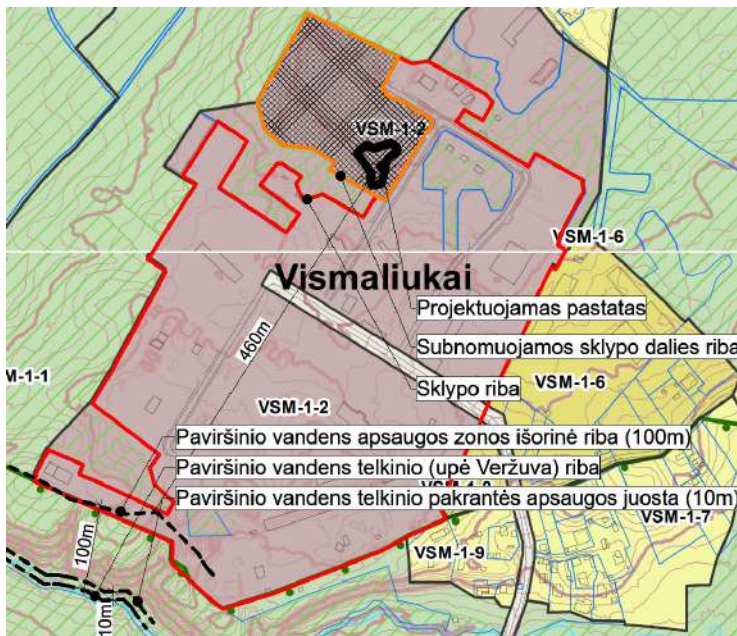 VSM-1-2
VSM-1-6
Vismaliukai
Projektuojamas pastatas
460m
Subnomuojamos sklypo dalies riba
M-1-1
VSM-1-6
Sklypo riba
VSM-1-2
Paviršinio vandens apsaugos zonos išorinė riba (100m)
Paviršinio vandens telkinio (upė Veržuva) riba
Paviršinio vandens telkinio pakrantės apsaugos juosta (10m)
VSM-1-7
100m
VSM-1-9
10m